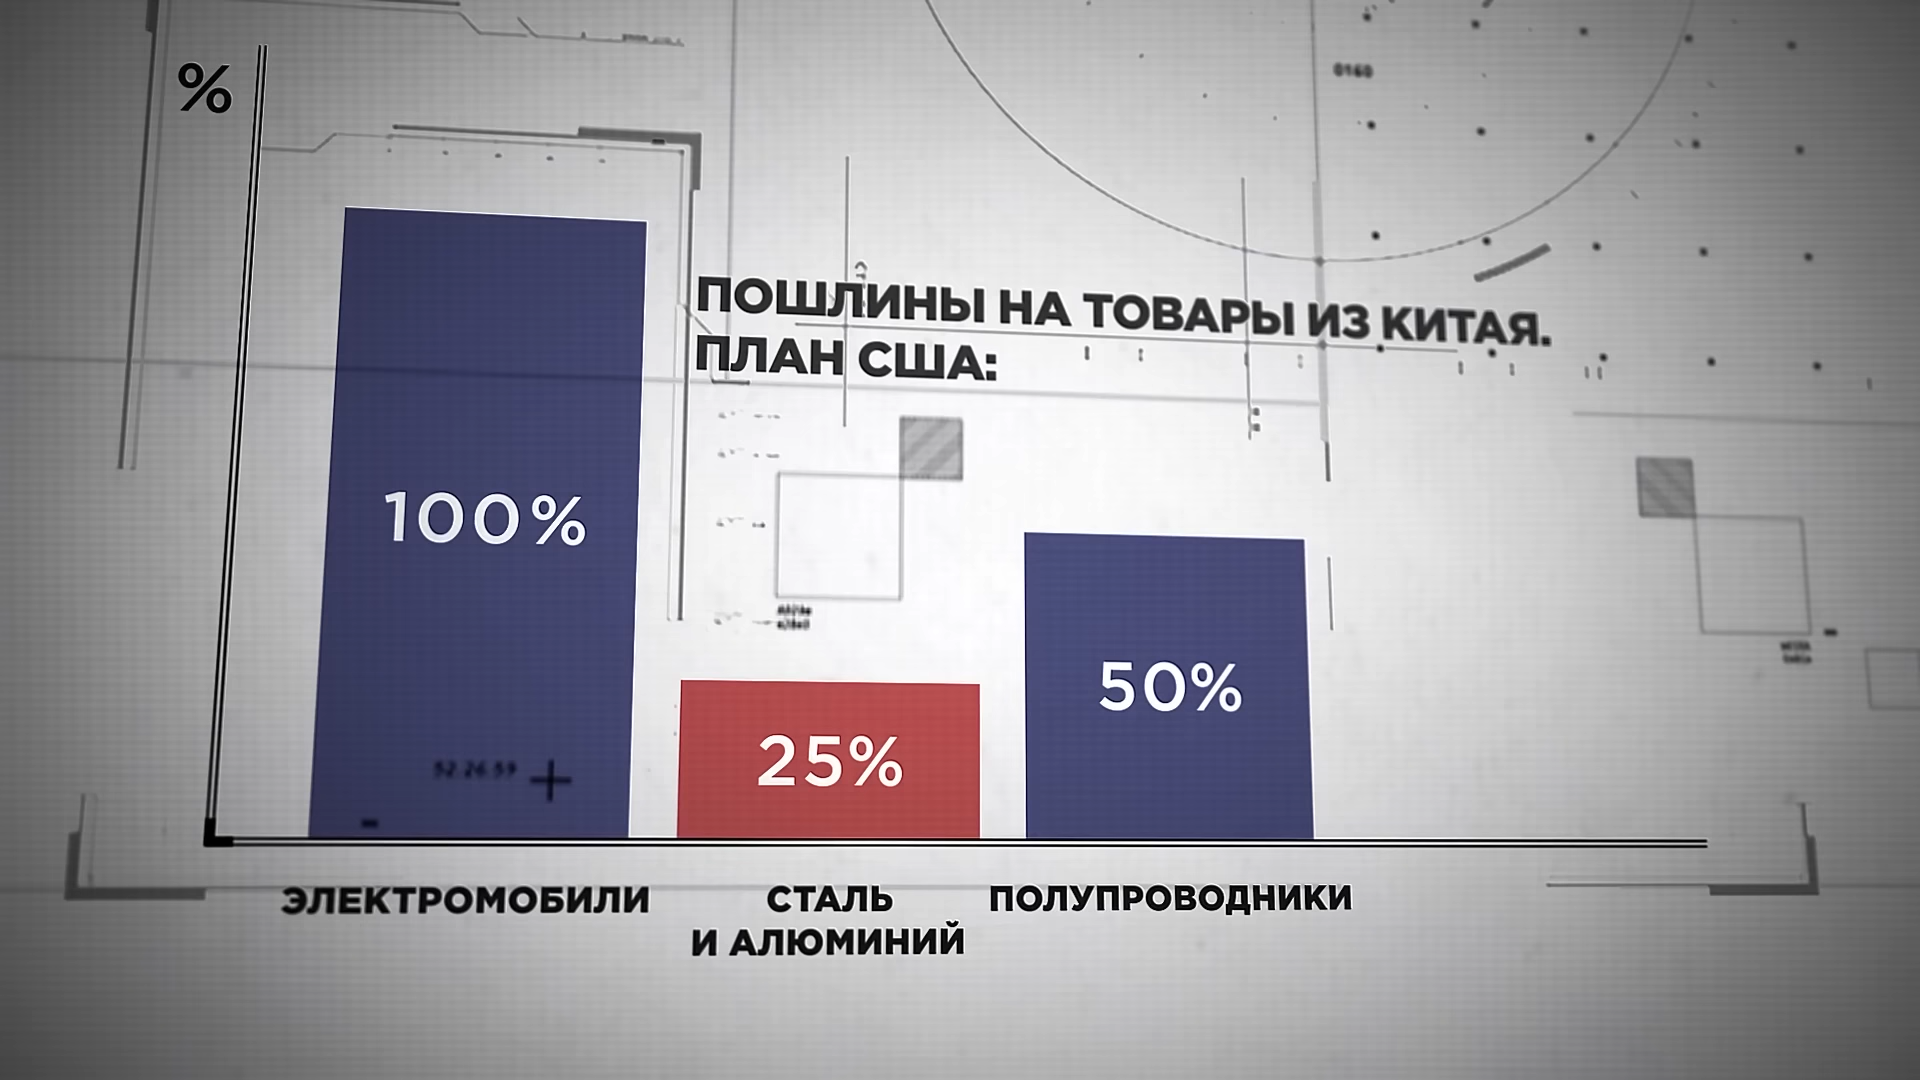 %
0160
ПОШЛИНЫ НА ТОВАРЫ ИЗ КИТАЯ.
ПЛАН США:
100%
50%
25%
52 26 59
ЭЛЕКТРОМОБИЛИ
СТАЛЬ
И АЛЮМИНИЙ
ПОЛУПРОВОДНИКИ